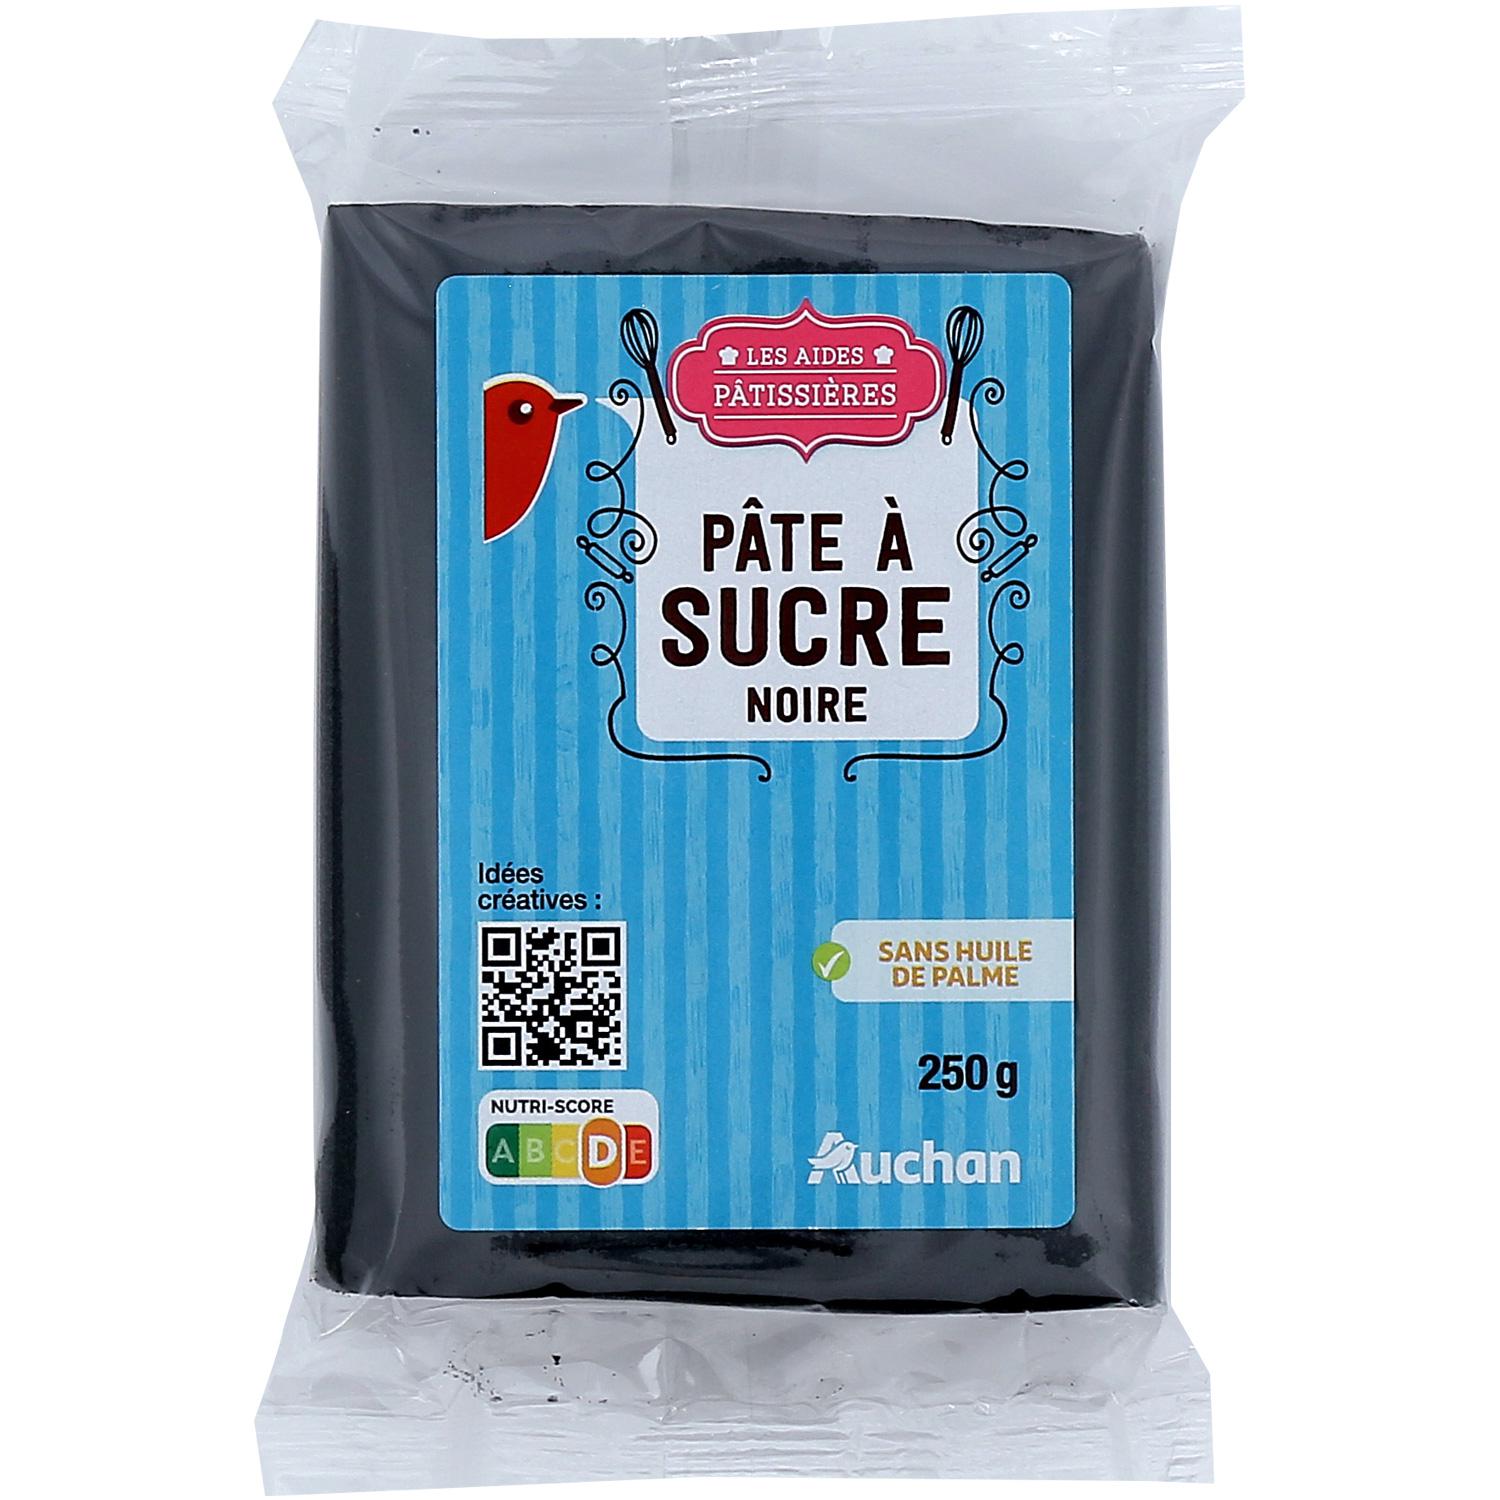 LES AIDES
PÂTISSIÈRES
PÂTE À
SUCRE
NOIRE
Idées
créatives :
SANS HUILE
DE PALME
250 g
NUTRI-SCORE
A B C D E
Auchan